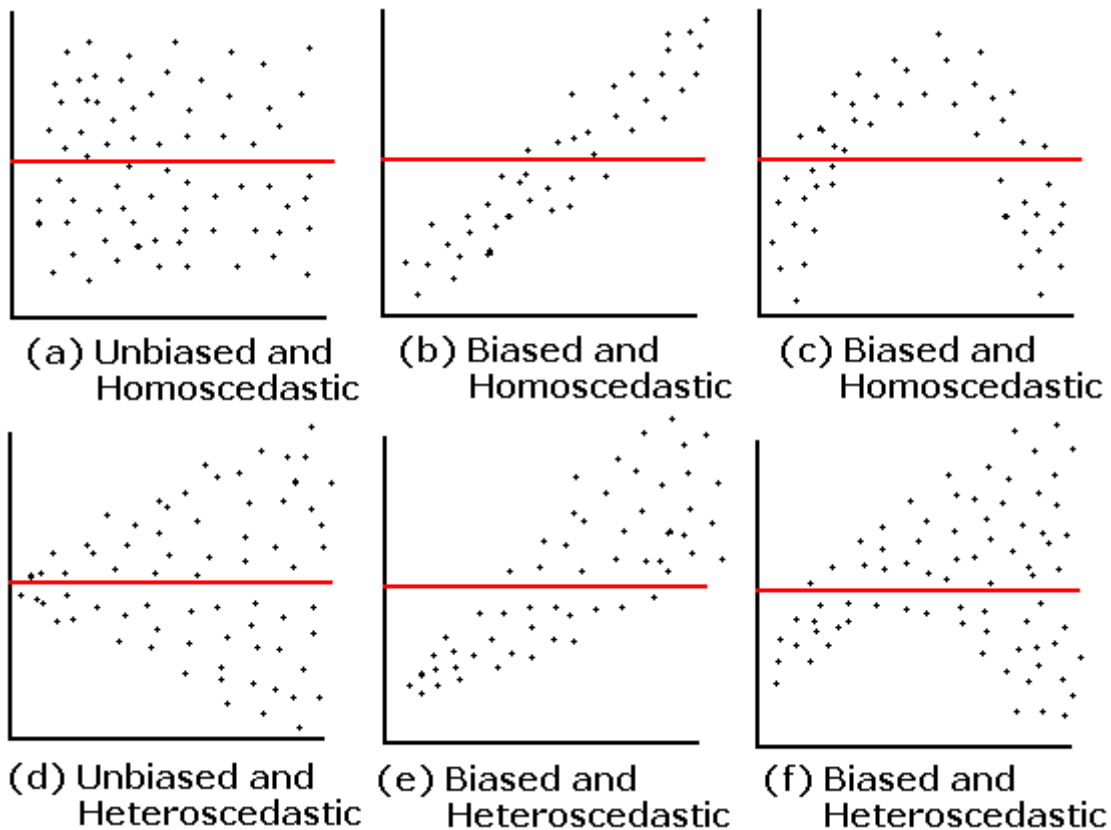 (a) Unbiased and
Homoscedastic
(b) Biased and
Homoscedastic
(c) Biased and
Homoscedastic
(d) Unbiased and
Heteroscedastic
(e) Biased and
Heteroscedastic
(f) Biased and
Heteroscedastic